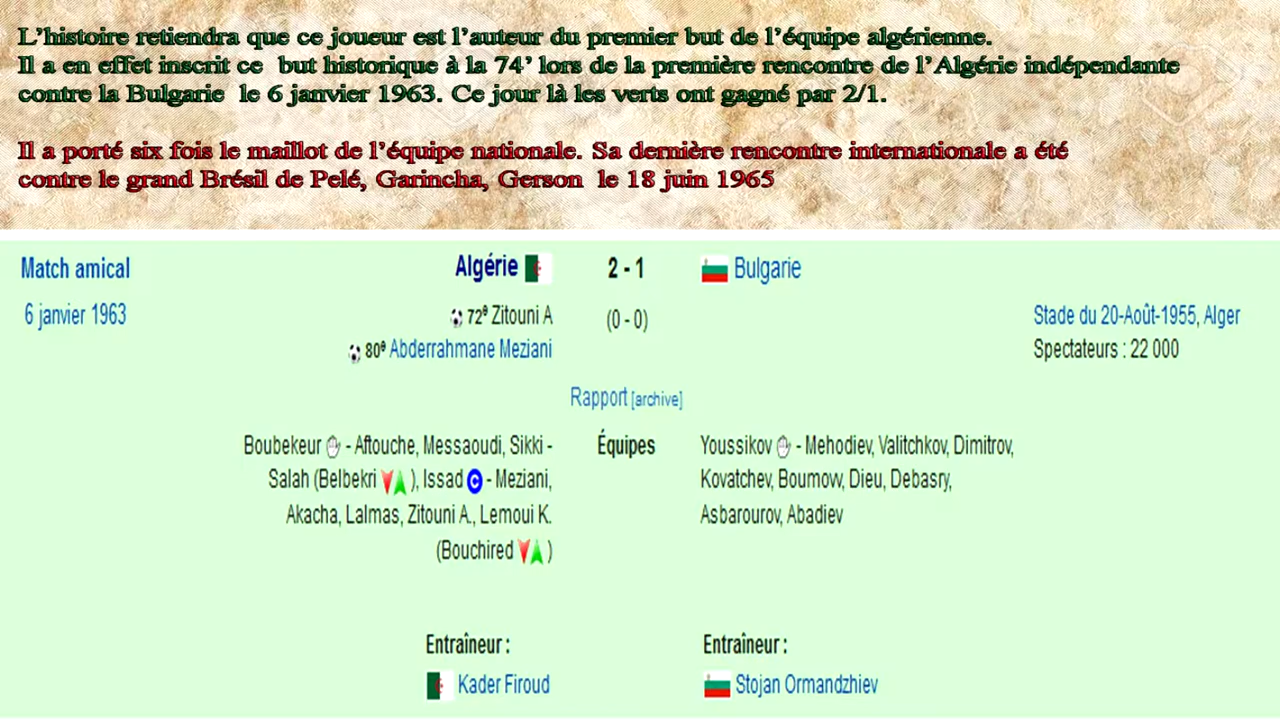 L'histoire retiendra que ce joueur est l'auteur du premier but de l'équipe algérienne.
Il a en effet inscrit ce but historique à la 74' lors de la première rencontre de l'Algérie indépendante
contre la Bulgarie le 6 janvier 1963. Ce jour là les verts ont gagné par 2/1.
Il a porté six fois le maillot de l'équipe nationale. Sa dernière rencontre internationale a été
contre le grand Brésil de Pelé, Garincha, Gerson le 18 juin 1965
Match amical Algérie 2 - 1 Bulgarie
6 janvier 1963 72e Zitouni A (0 - 0) Stade du 20-Août-1955, Alger
80e Abderrahmane Meziani Spectateurs : 22 000
Rapport [archive]
Boubekeur - Aftouche, Messaoudi, Sikki - Équipes Youssikov - Mehodiev, Valitchkov, Dimitrov,
Salah (Belbekri ), Issad C - Meziani, Kovatchev, Boumow, Dieu, Debasry,
Akacha, Lalmas, Zitouni A., Lemoui K. Asbarourov, Abadiev
(Bouchired )
Entraîneur : Entraîneur :
Kader Firoud Stojan Ormandzhiev